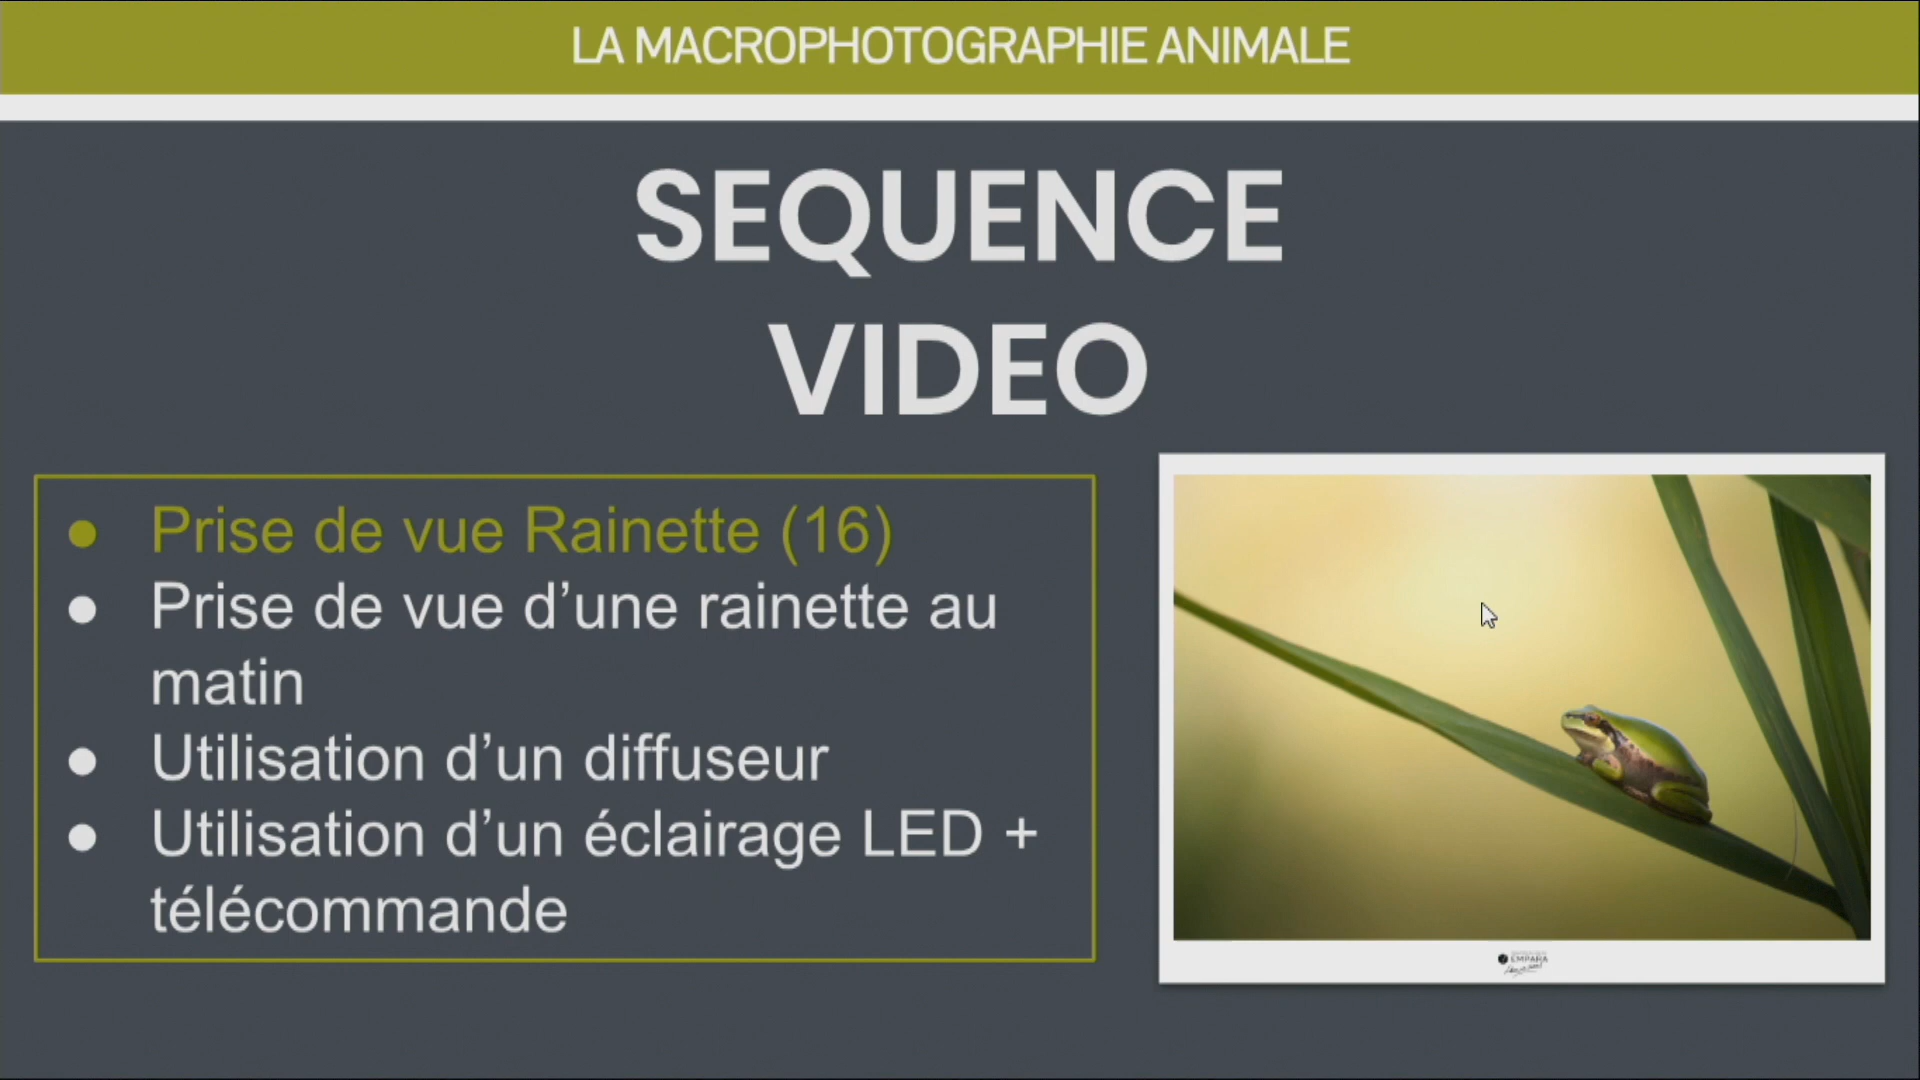 LA MACROPHOTOGRAPHIE ANIMALE
SEQUENCE
VIDEO
● Prise de vue Rainette (16)
● Prise de vue d’une rainette au
matin
● Utilisation d’un diffuseur
● Utilisation d’un éclairage LED +
télécommande
EMPARA